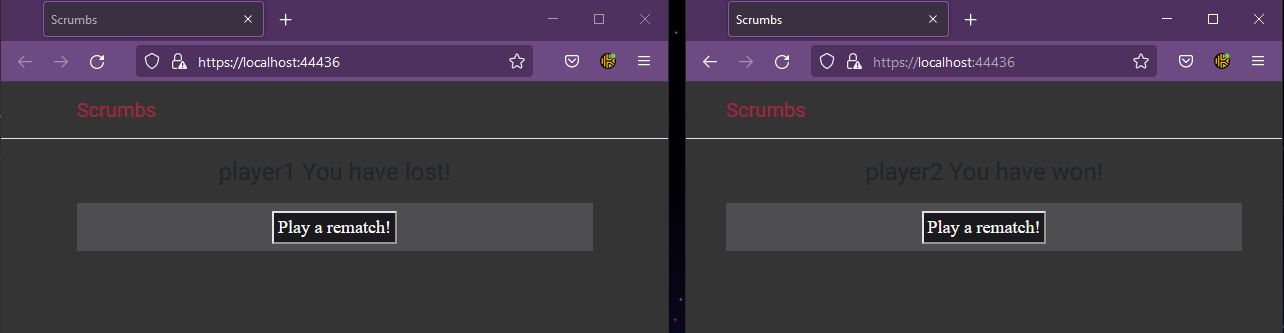 Scrumbs
https://localhost:44436
Scrumbs
player1 You have lost!
Play a rematch!
Scrumbs
https://localhost:44436
Scrumbs
player2 You have won!
Play a rematch!